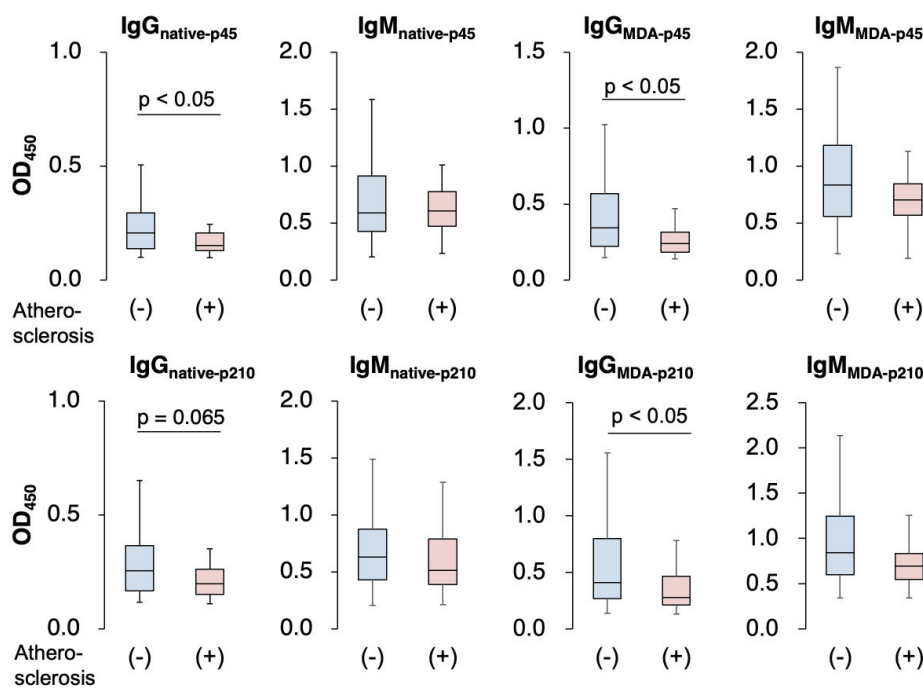 IgGnative-p45 IgMnative-p45 IgGMDA-p45 IgMMDA-p45
1.0 2.0 1.5 2.0
p < 0.05 p < 0.05
1.5 1.5
1.0
OD450 0.5 1.0 1.0
0.5
0.5 0.5
0.0 0.0 0.0 0.0
Athero-
sclerosis (-) (+) (-) (+) (-) (+) (-) (+)
IgGnative-p210 IgMnative-p210 IgGMDA-p210 IgMMDA-p210
1.0 2.0 2.0 2.5
p = 0.065 p < 0.05
2.0
1.5 1.5
1.5
OD450 0.5 1.0 1.0
1.0
0.5 0.5 0.5
0.0 0.0 0.0 0.0
Athero-
sclerosis (-) (+) (-) (+) (-) (+) (-) (+)